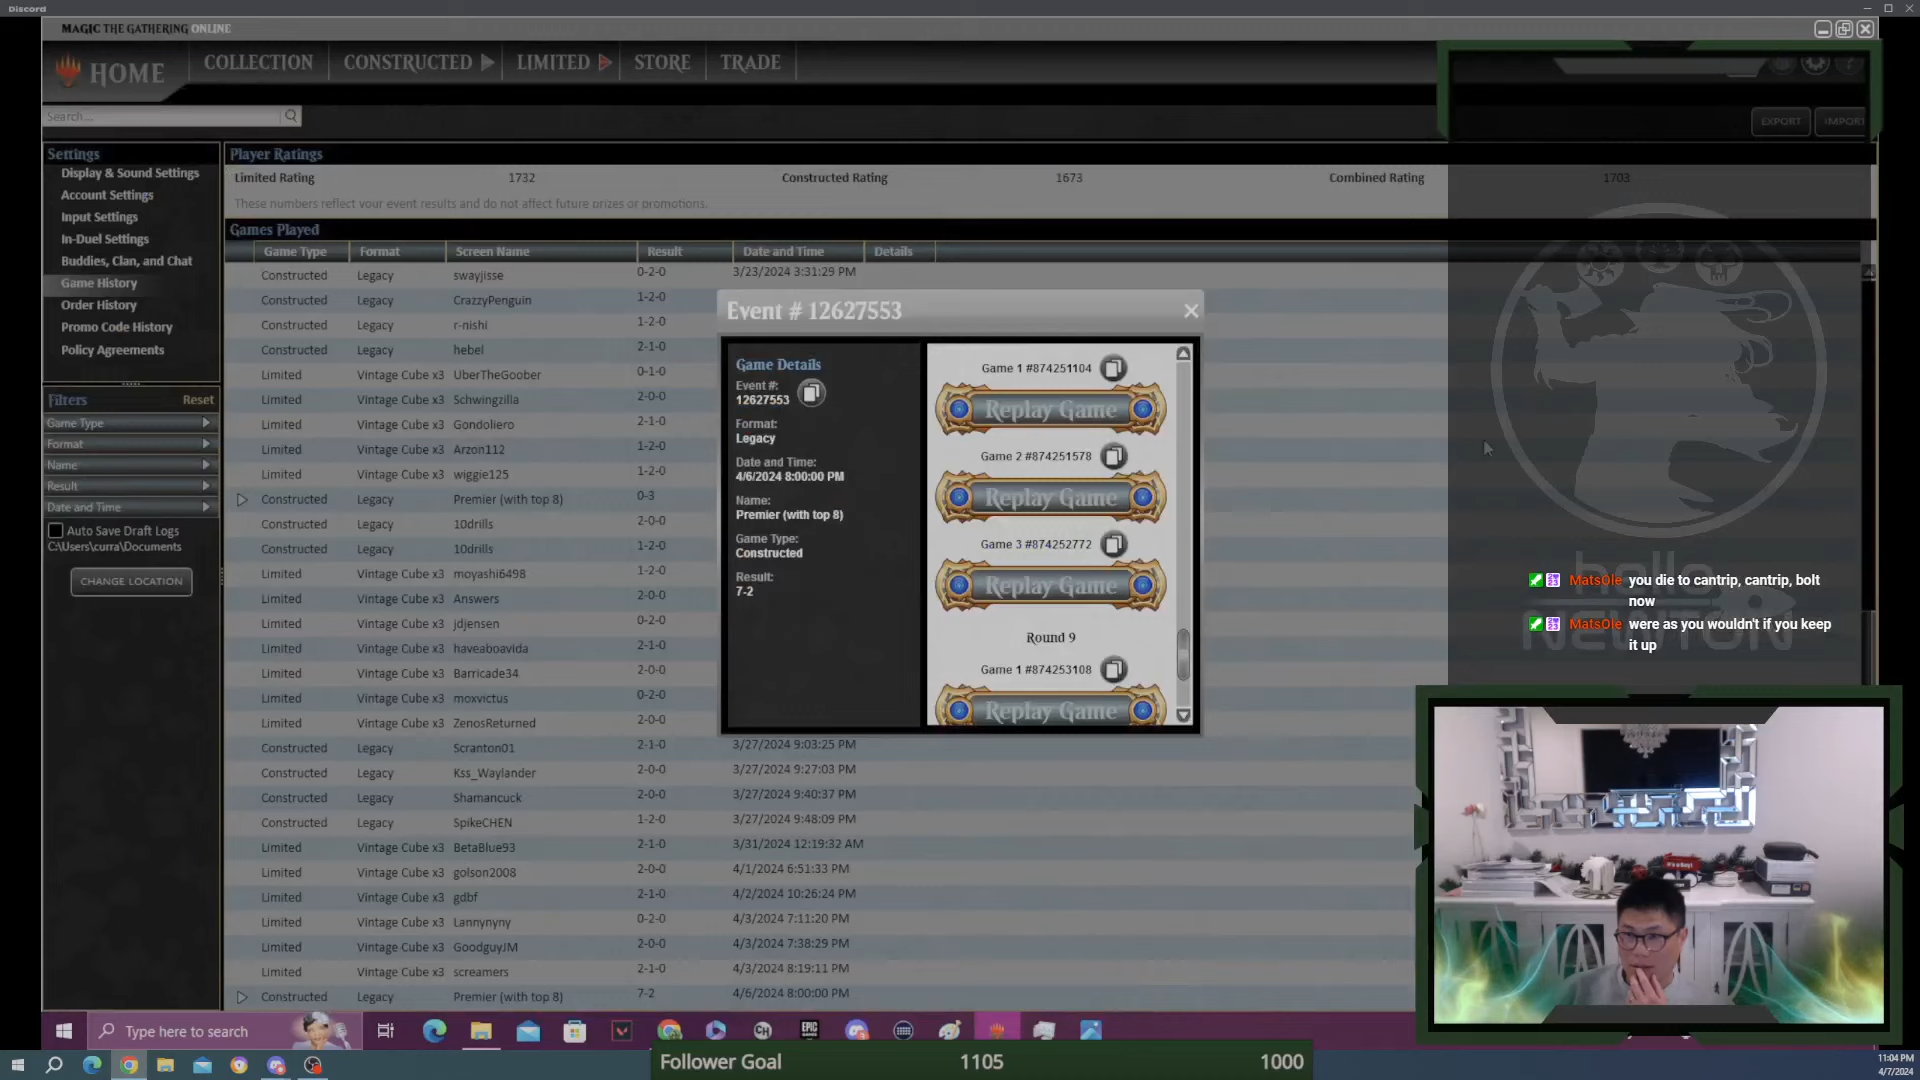 Discord
MAGIC THE GATHERING ONLINE
HOME
COLLECTION
CONSTRUCTED
LIMITED
STORE
TRADE
Search...
EXPORT
IMPORT
Settings
Display & Sound Settings
Account Settings
Input Settings
In-Duel Settings
Buddies, Clan, and Chat
Game History
Order History
Promo Code History
Policy Agreements
Filters Reset
Game Type
Format
Name
Result
Date and Time
Auto Save Draft Logs
C:\Users\curra\Documents
CHANGE LOCATION
Player Ratings
Limited Rating 1732 Constructed Rating 1673 Combined Rating 1703
These numbers reflect your event results and do not affect future prizes or promotions.
Games Played
Game Type Format Screen Name Result Date and Time Details
Constructed Legacy swayjisse 0-2-0 3/23/2024 3:31:29 PM
Constructed Legacy CrazzyPenguin 1-2-0
Constructed Legacy r-nishi 1-2-0
Constructed Legacy hebel 2-1-0
Limited Vintage Cube x3 UberTheGoober 0-1-0
Limited Vintage Cube x3 Schwingzilla 2-0-0
Limited Vintage Cube x3 Gondoliero 2-1-0
Limited Vintage Cube x3 Arzon112 1-2-0
Limited Vintage Cube x3 wiggie125 1-2-0
Constructed Legacy Premier (with top 8) 0-3
Constructed Legacy 10drills 2-0-0
Constructed Legacy 10drills 1-2-0
Limited Vintage Cube x3 moyashi6498 1-2-0
Limited Vintage Cube x3 Answers 2-0-0
Limited Vintage Cube x3 jdjensen 0-2-0
Limited Vintage Cube x3 haveaboavida 2-1-0
Limited Vintage Cube x3 Barricade34 2-0-0
Limited Vintage Cube x3 moxvictus 0-2-0
Limited Vintage Cube x3 ZenosReturned 2-0-0
Constructed Legacy Scranton01 2-1-0 3/27/2024 9:03:25 PM
Constructed Legacy Kss_Waylander 2-0-0 3/27/2024 9:27:03 PM
Constructed Legacy Shamancuck 2-0-0 3/27/2024 9:40:37 PM
Constructed Legacy SpikeCHEN 1-2-0 3/27/2024 9:48:09 PM
Limited Vintage Cube x3 BetaBlue93 2-1-0 3/31/2024 12:19:32 AM
Limited Vintage Cube x3 golson2008 2-0-0 4/1/2024 6:51:33 PM
Limited Vintage Cube x3 gdbf 2-1-0 4/2/2024 10:26:24 PM
Limited Vintage Cube x3 Lannynyny 0-2-0 4/3/2024 7:11:20 PM
Limited Vintage Cube x3 GoodguyJM 2-0-0 4/3/2024 7:38:29 PM
Limited Vintage Cube x3 screamers 2-1-0 4/3/2024 8:19:11 PM
Constructed Legacy Premier (with top 8) 7-2 4/6/2024 8:00:00 PM
Event # 12627553
Game Details
Event #:
12627553
Format:
Legacy
Date and Time:
4/6/2024 8:00:00 PM
Name:
Premier (with top 8)
Game Type:
Constructed
Result:
7-2
Game 1 #874251104
Replay Game
Game 2 #874251578
Replay Game
Game 3 #874252772
Replay Game
Round 9
Game 1 #874253108
Replay Game
hello
NEWTON
MatsOle you die to cantrip, cantrip, bolt
now
MatsOle were as you wouldn't if you keep
it up
Type here to search
CH
EPIC
Follower Goal 1105 1000
11:04 PM
4/7/2024